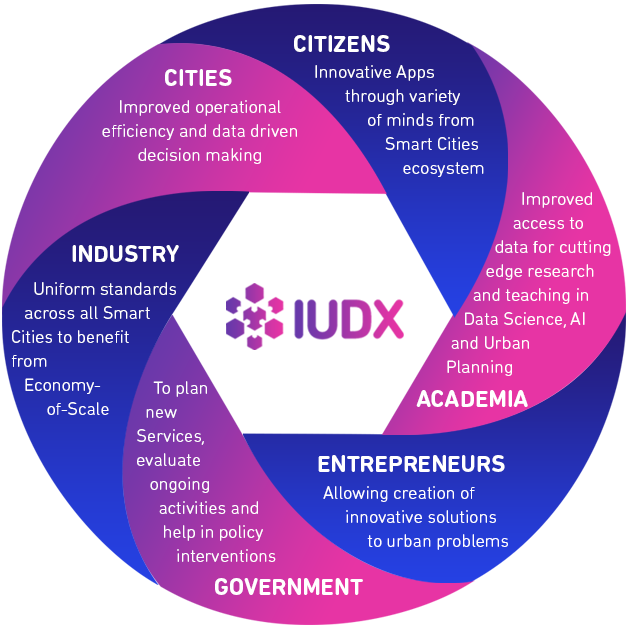 CITIZENS
Innovative Apps
through variety
of minds from
Smart Cities
ecosystem
Improved
access to
data for cutting
edge research
and teaching in
Data Science, AI
and Urban
Planning
ACADEMIA
ENTREPRENEURS
Allowing creation of
innovative solutions
to urban problems
To plan
new
Services,
evaluate
ongoing
activities and
help in policy
interventions
GOVERNMENT
INDUSTRY
Uniform standards
across all Smart
Cities to benefit
from
Economy-
of-Scale
CITIES
Improved operational
efficiency and data driven
decision making
IUDX